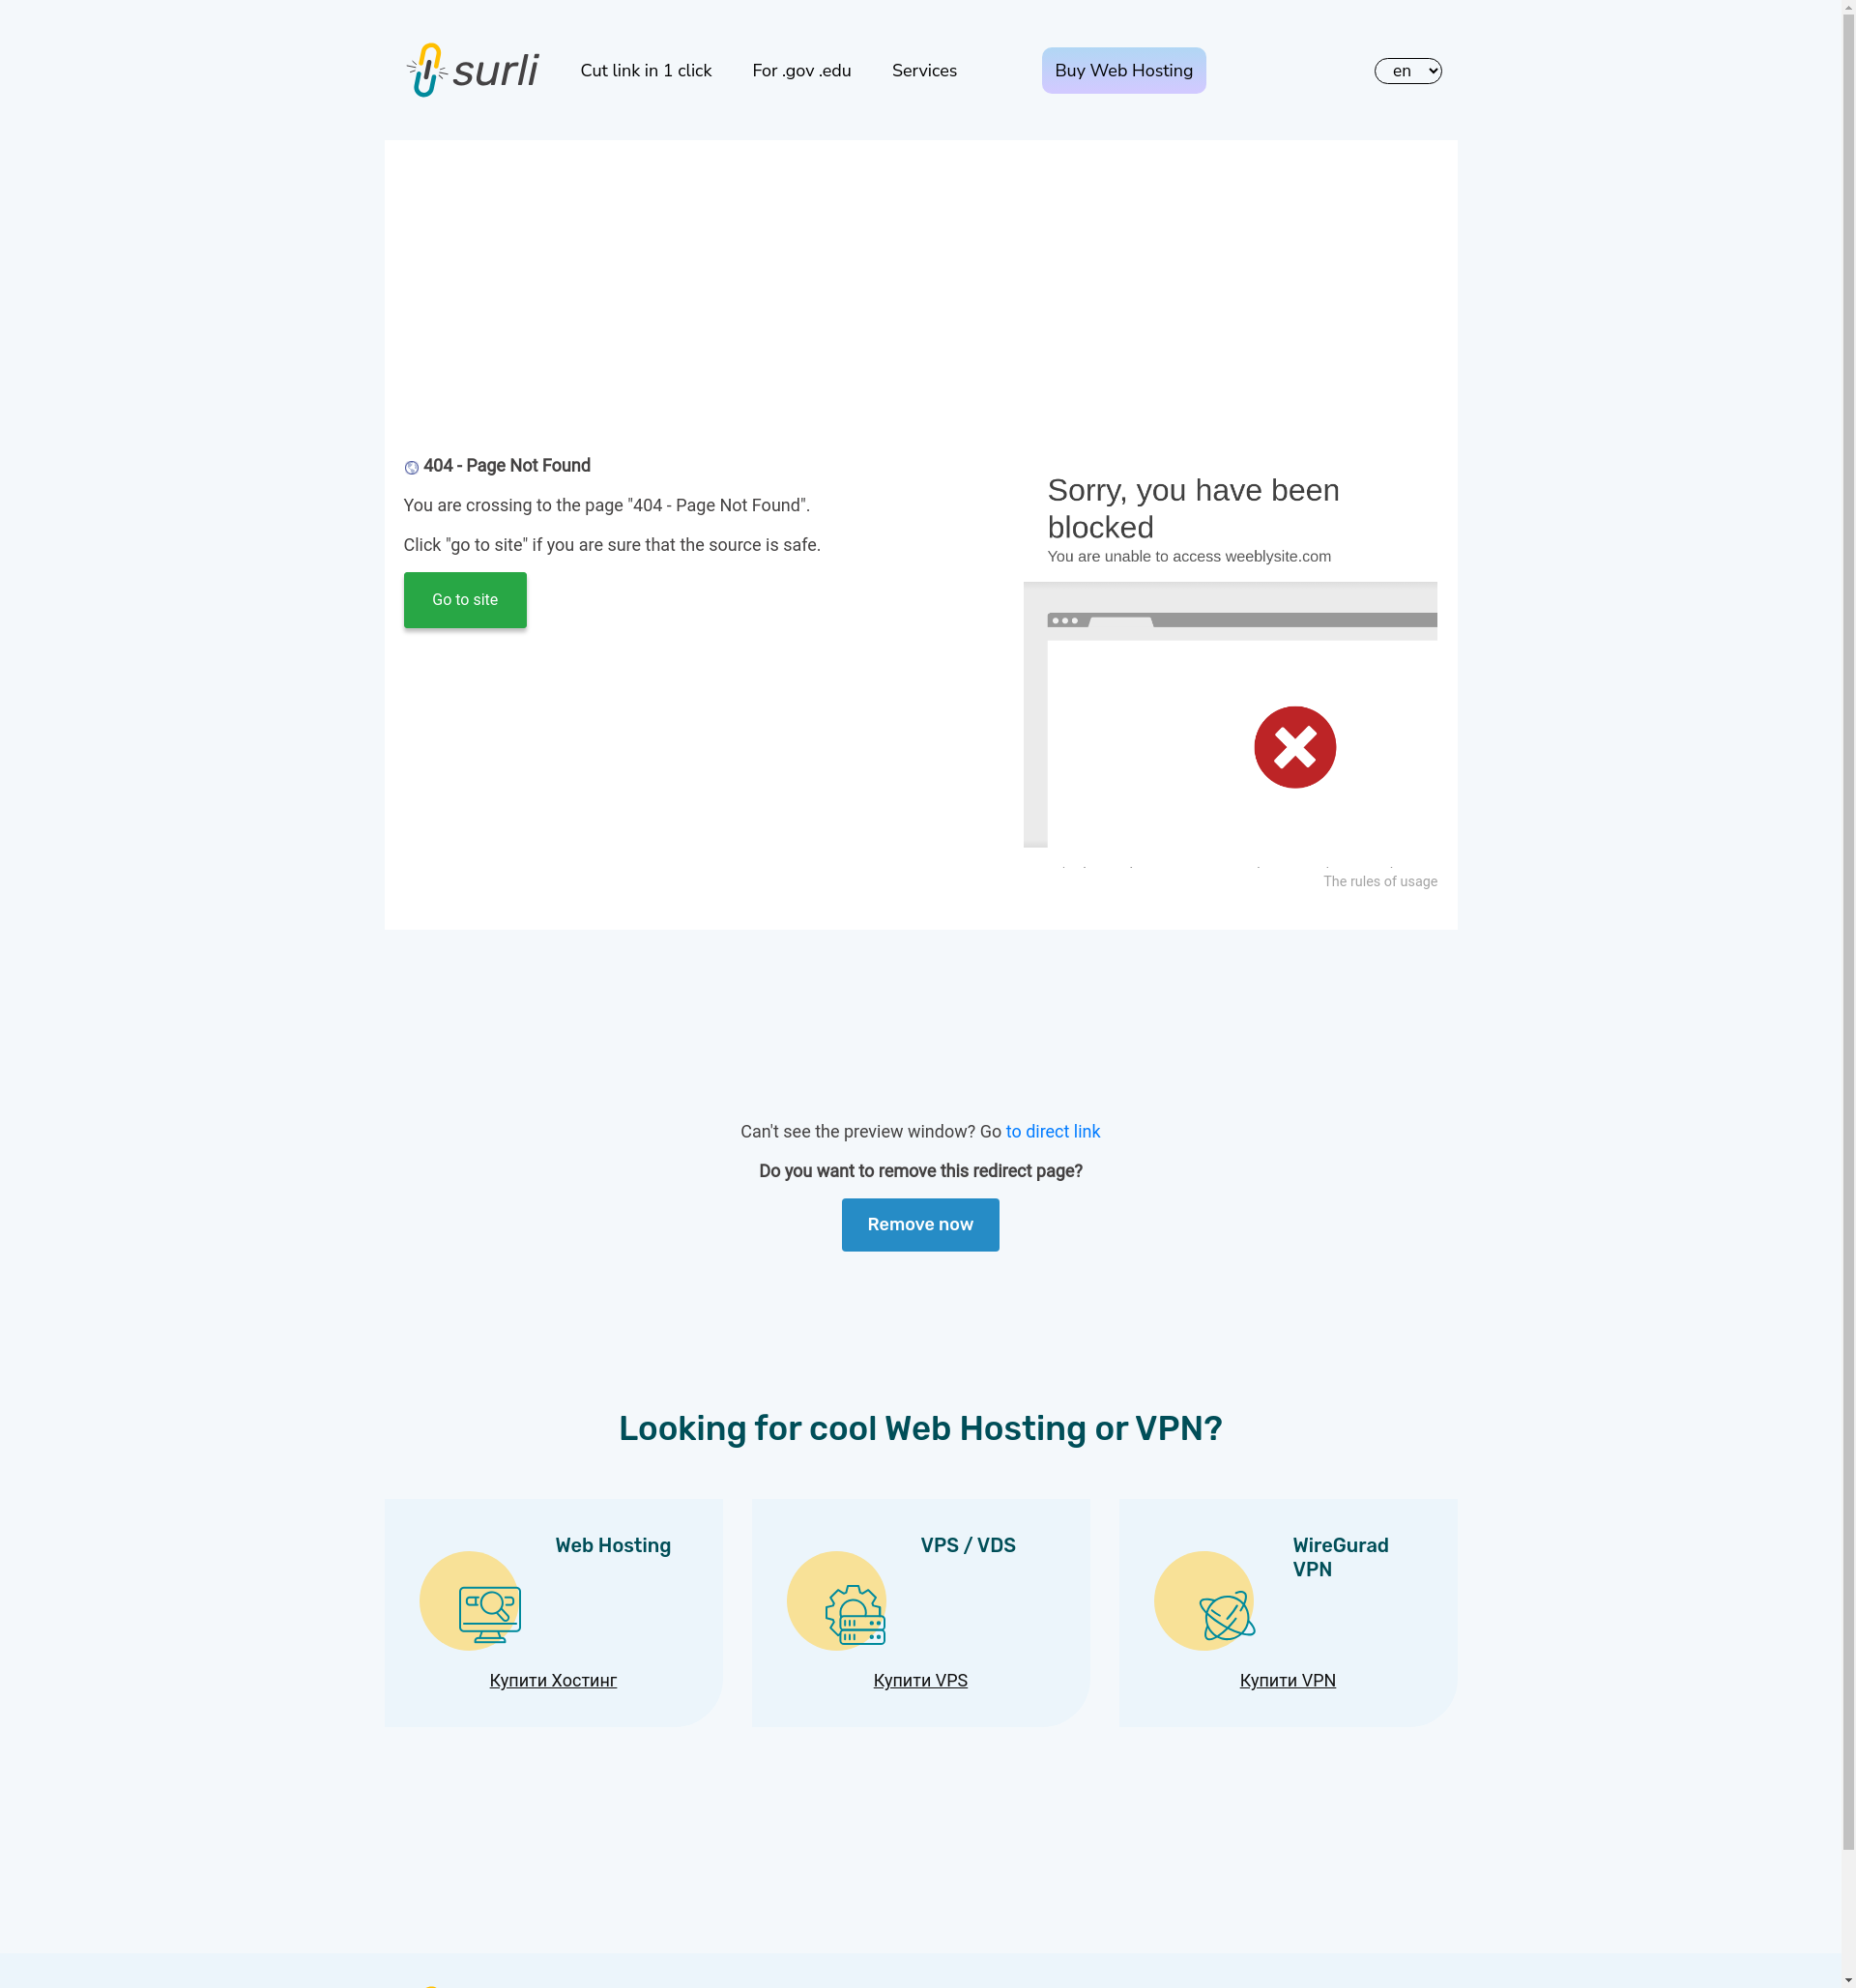 surli
Cut link in 1 click
For .gov .edu
Services
Buy Web Hosting
en
404 - Page Not Found
You are crossing to the page "404 - Page Not Found".
Click "go to site" if you are sure that the source is safe.
Go to site
Sorry, you have been
blocked
You are unable to access weeblysite.com
The rules of usage
Can't see the preview window? Go to direct link
Do you want to remove this redirect page?
Remove now
Looking for cool Web Hosting or VPN?
Web Hosting
Купити Хостинг
VPS / VDS
Купити VPS
WireGurad
VPN
Купити VPN